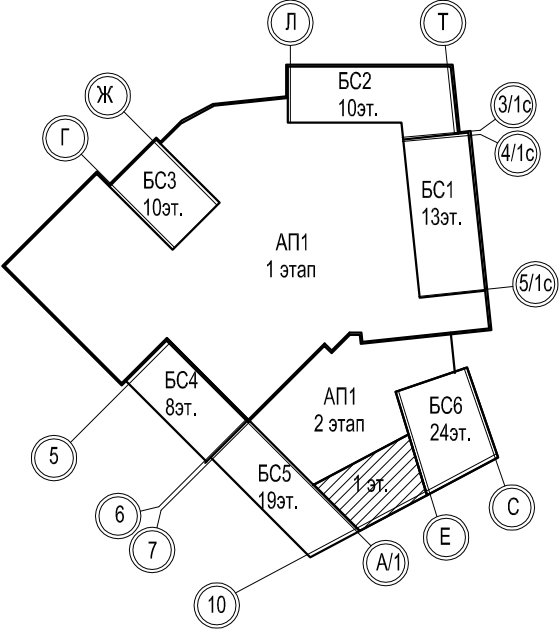 Л
Т
БС2
10эт.
Ж
3/1с
Г
4/1с
БС3
10эт.
БС1
13эт.
АП1
1 этап
5/1с
БС4
8эт.
АП1
2 этап
БС6
24эт.
5
БС5
19эт.
1 эт.
6
С
7
Е
А/1
10